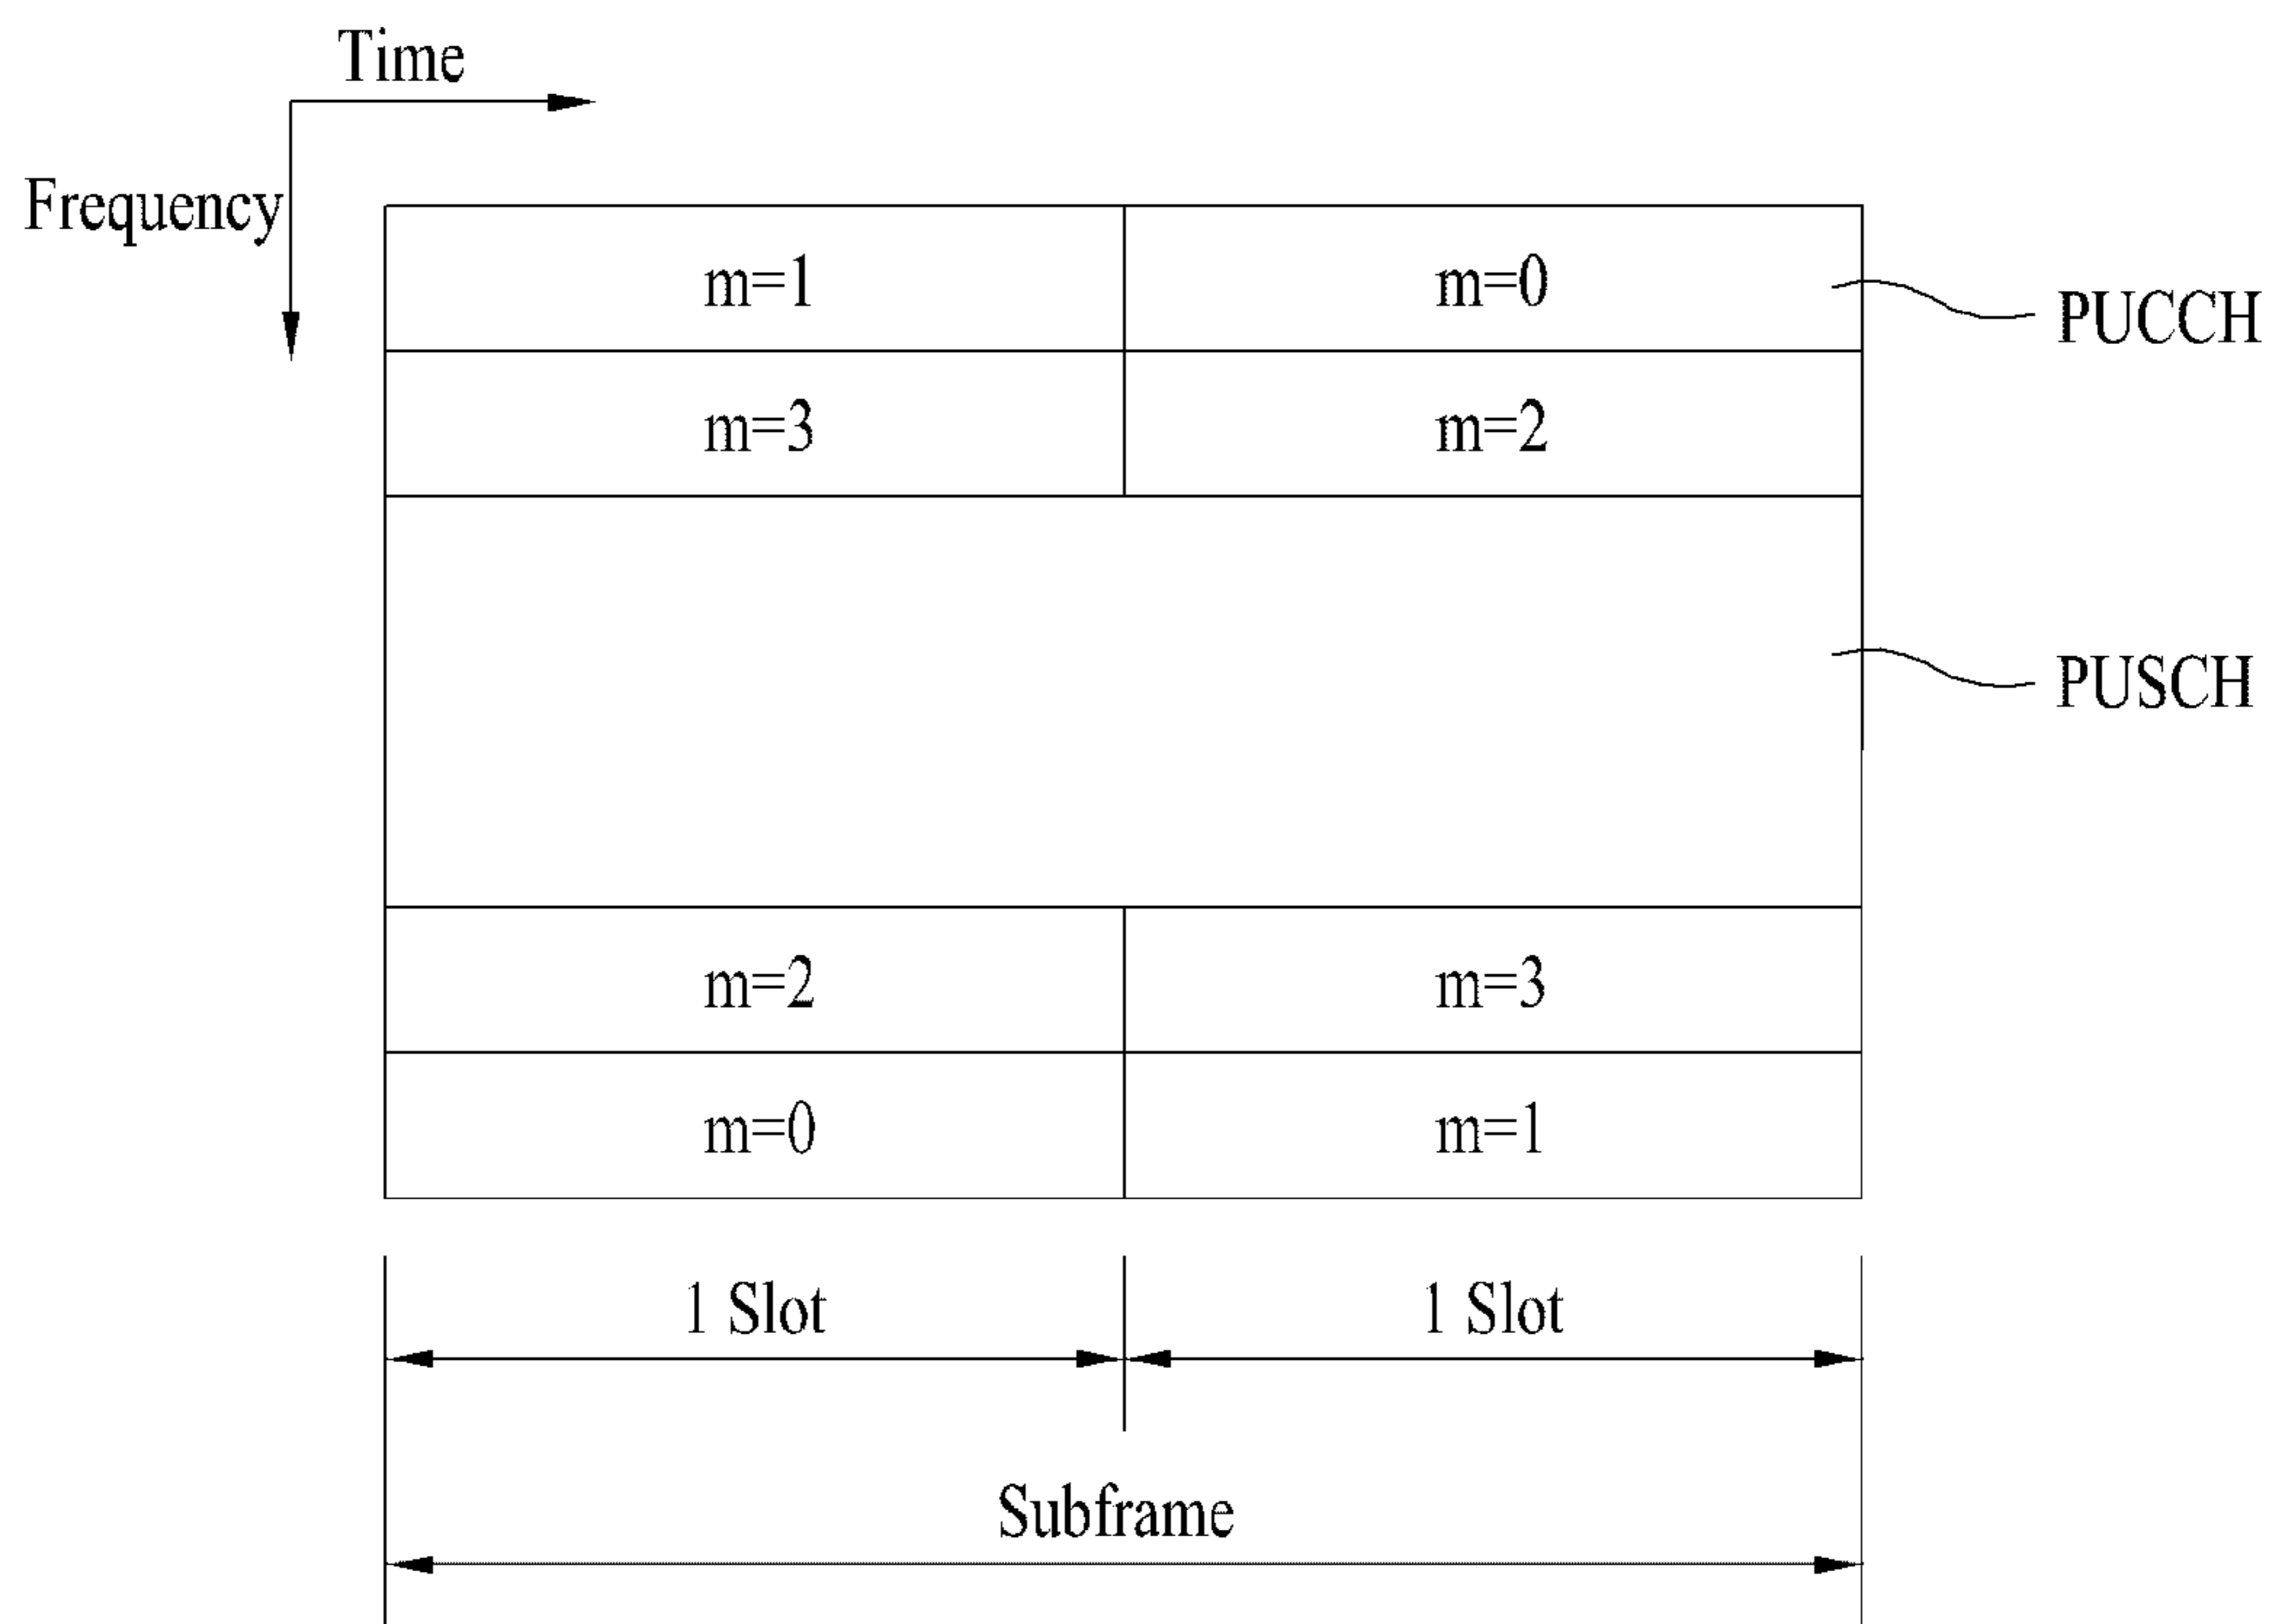 Time
Frequency
m=1 m=0
PUCCH
m=3 m=2
PUSCH
m=2 m=3
m=0 m=1
1 Slot 1 Slot
Subframe